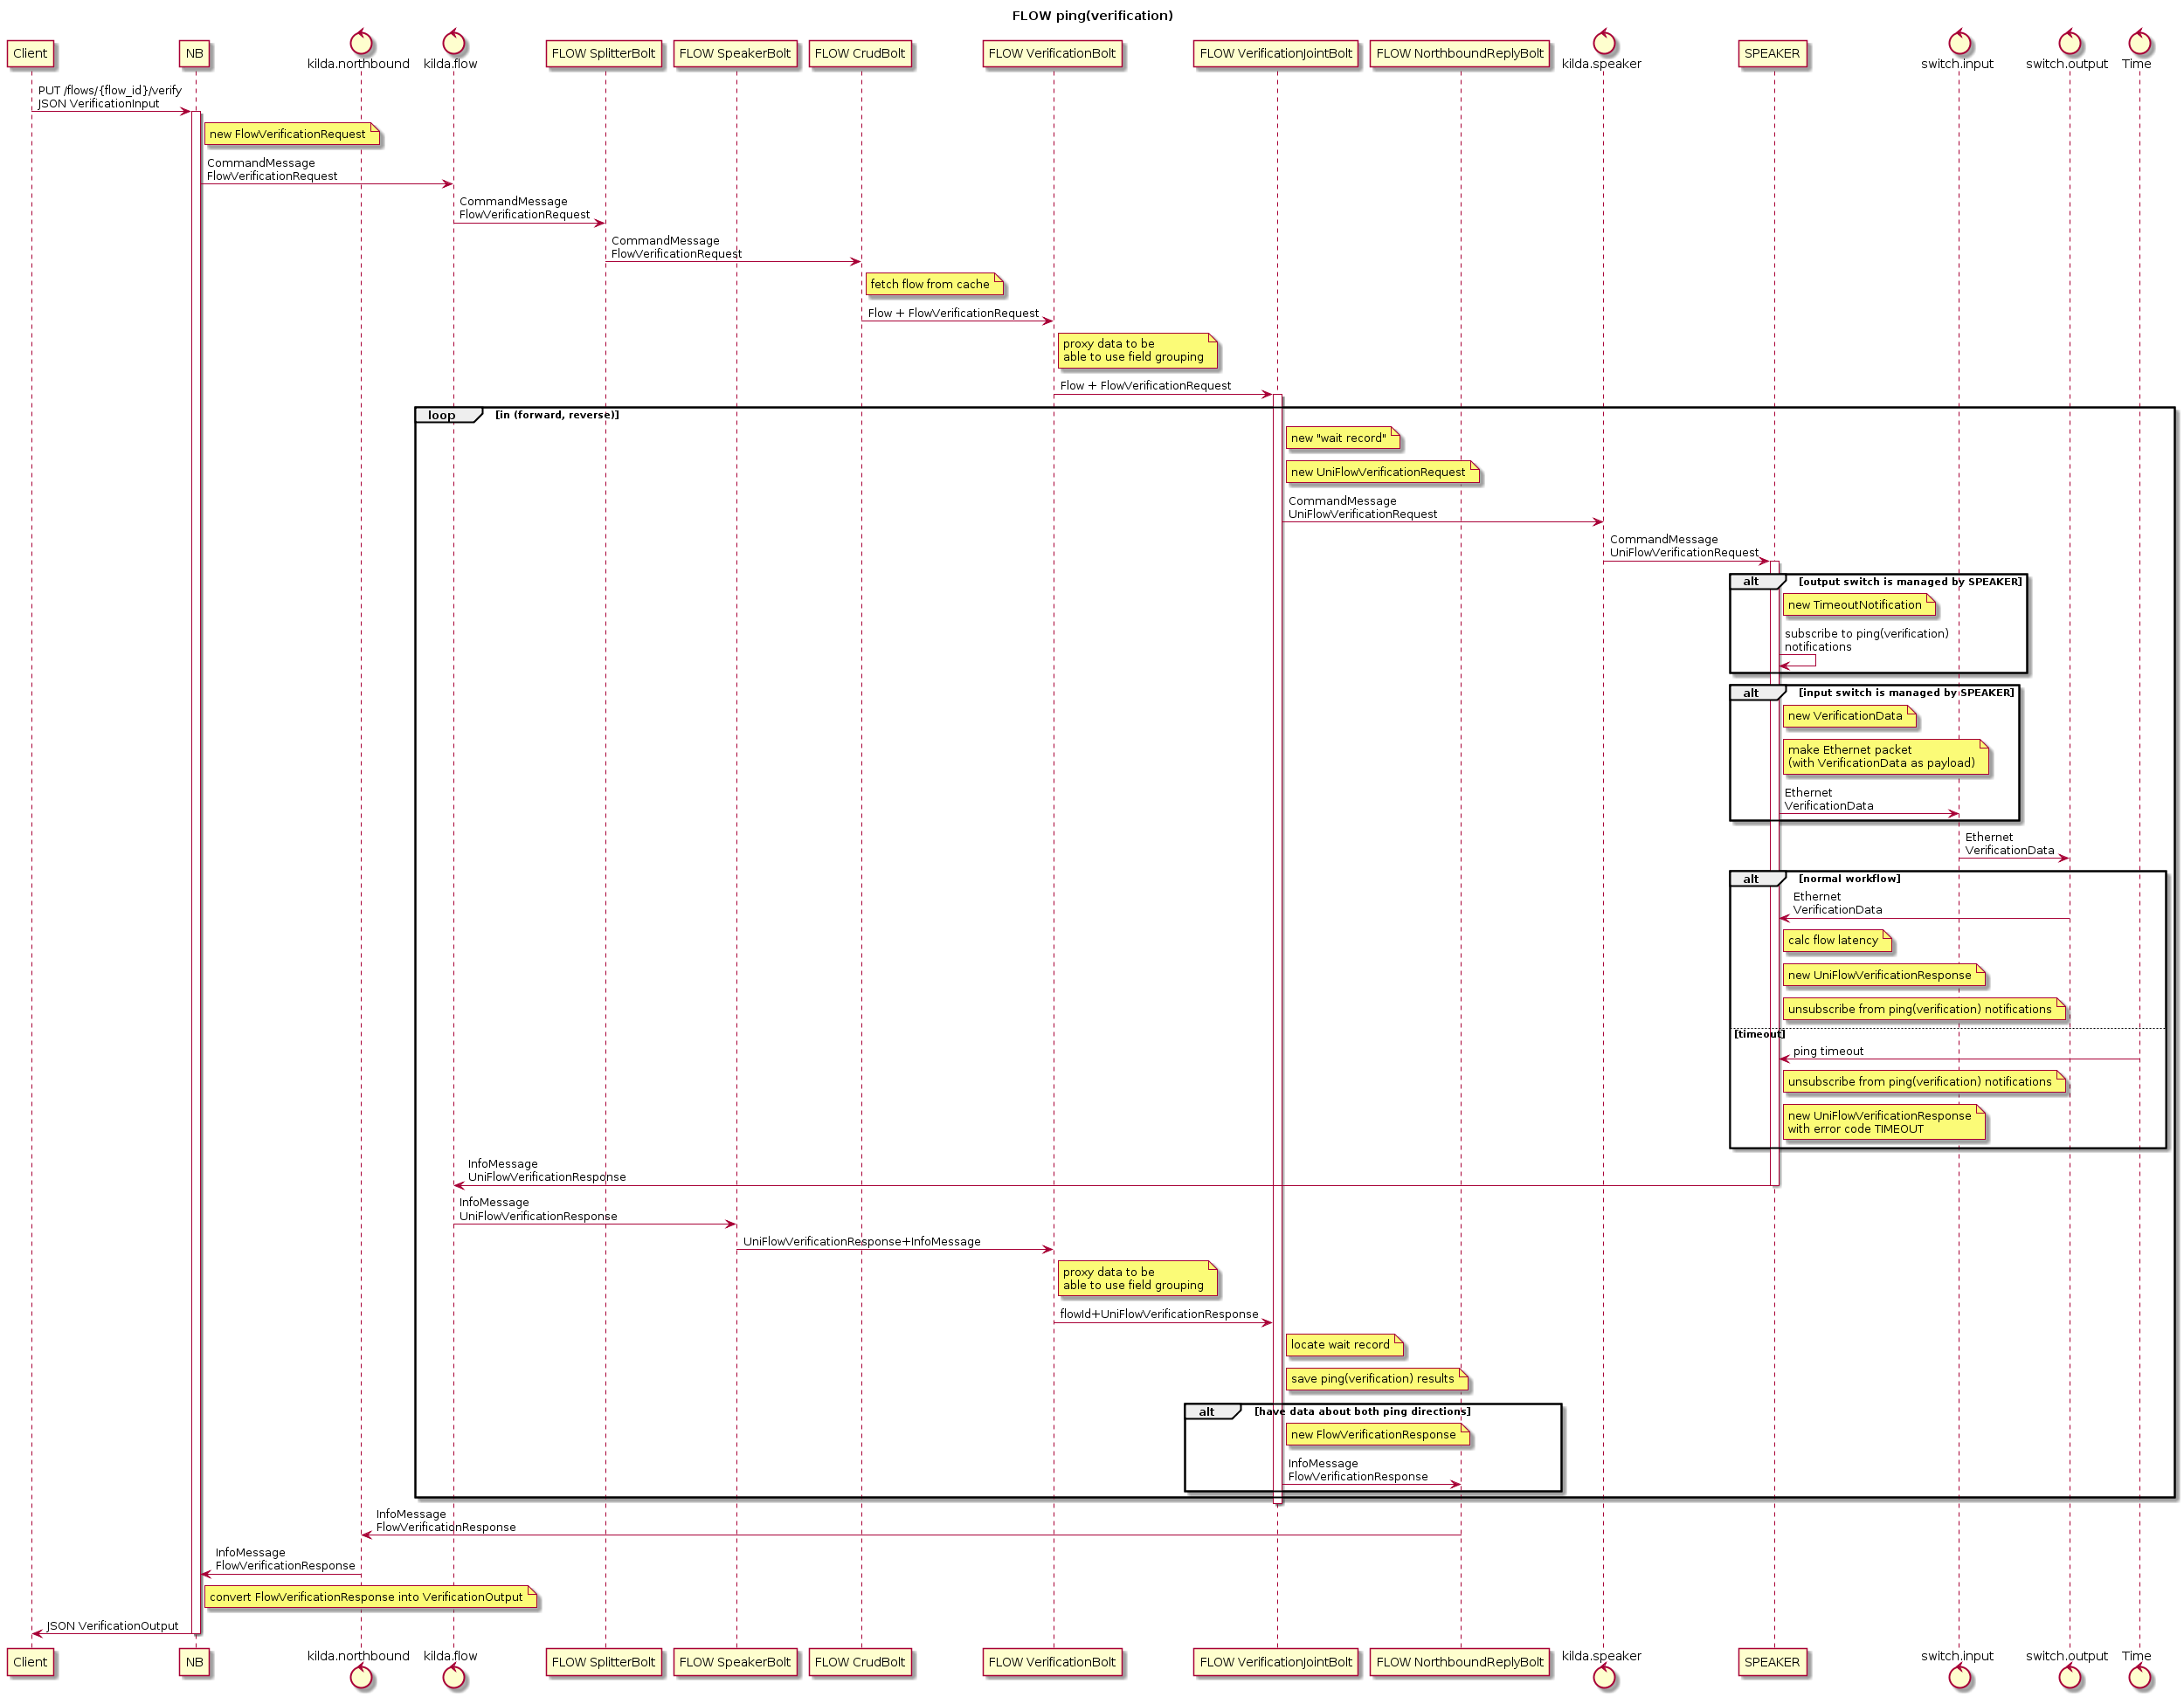 FLOW ping(verification)
Client
NB
kilda.northbound
kilda.flow
FLOW SplitterBolt
FLOW SpeakerBolt
FLOW CrudBolt
FLOW VerificationBolt
FLOW VerificationJointBolt
FLOW NorthboundReplyBolt
kilda.speaker
SPEAKER
switch.input
switch.output
Time
PUT /flows/{flow_id}/verify
JSON VerificationInput
new FlowVerificationRequest
CommandMessage
FlowVerificationRequest
CommandMessage
FlowVerificationRequest
CommandMessage
FlowVerificationRequest
fetch flow from cache
Flow + FlowVerificationRequest
proxy data to be
able to use field grouping
Flow + FlowVerificationRequest
loop
[in (forward, reverse)]
new "wait record"
new UniFlowVerificationRequest
CommandMessage
UniFlowVerificationRequest
CommandMessage
UniFlowVerificationRequest
alt
[output switch is managed by SPEAKER]
new TimeoutNotification
subscribe to ping(verification)
notifications
alt
[input switch is managed by SPEAKER]
new VerificationData
make Ethernet packet
(with VerificationData as payload)
Ethernet
VerificationData
Ethernet
VerificationData
alt
[normal workflow]
Ethernet
VerificationData
calc flow latency
new UniFlowVerificationResponse
unsubscribe from ping(verification) notifications
[timeout]
ping timeout
unsubscribe from ping(verification) notifications
new UniFlowVerificationResponse
with error code TIMEOUT
InfoMessage
UniFlowVerificationResponse
InfoMessage
UniFlowVerificationResponse
UniFlowVerificationResponse+InfoMessage
proxy data to be
able to use field grouping
flowId+UniFlowVerificationResponse
locate wait record
save ping(verification) results
alt
[have data about both ping directions]
new FlowVerificationResponse
InfoMessage
FlowVerificationResponse
InfoMessage
FlowVerificationResponse
InfoMessage
FlowVerificationResponse
convert FlowVerificationResponse into VerificationOutput
JSON VerificationOutput
Client
NB
kilda.northbound
kilda.flow
FLOW SplitterBolt
FLOW SpeakerBolt
FLOW CrudBolt
FLOW VerificationBolt
FLOW VerificationJointBolt
FLOW NorthboundReplyBolt
kilda.speaker
SPEAKER
switch.input
switch.output
Time